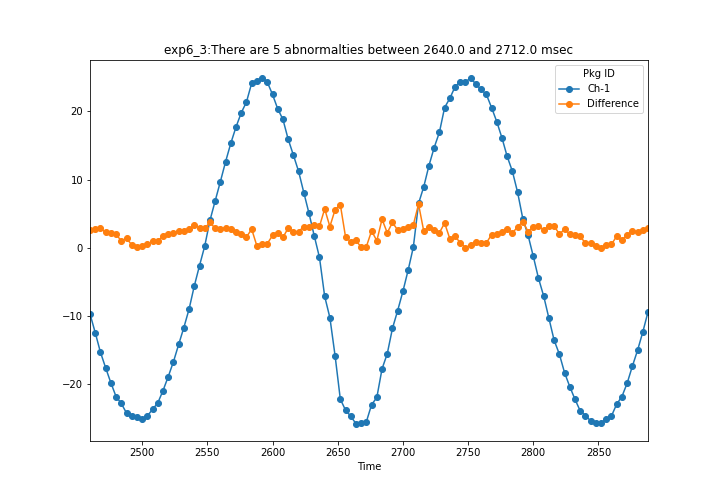 exp6_3:There are 5 abnormalties between 2640.0 and 2712.0 msec
Pkg ID
Ch-1
Difference
20
10
0
−10
−20
2500 2550 2600 2650 2700 2750 2800 2850
Time